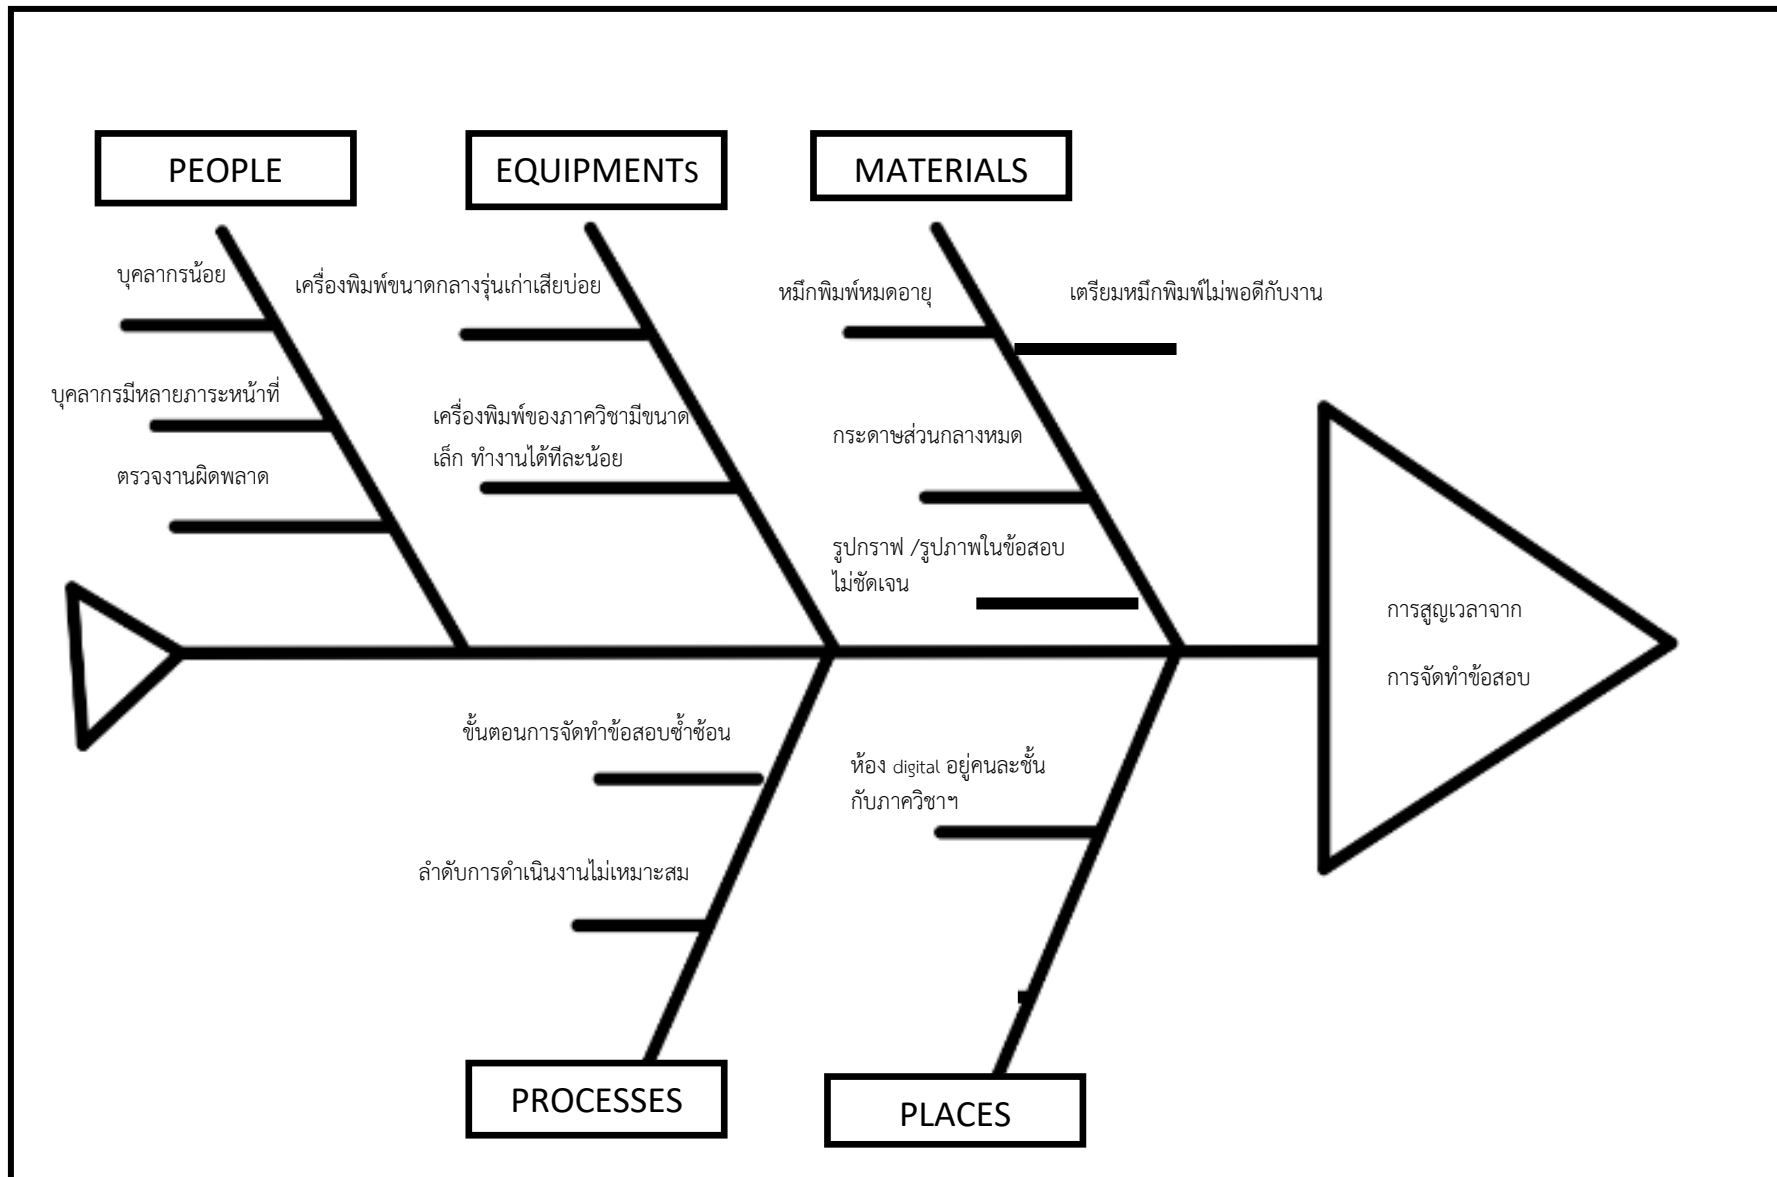 PEOPLE
EQUIPMENTs
MATERIALS
บุคลากรน้อย
บุคลากรมีหลายภาระหน้าที่
ตรวจงานผิดพลาด
เครื่องพิมพ์ขนาดกลางรุ่นเก่าเสียบ่อย
เครื่องพิมพ์ของภาควิชามีขนาด
เล็ก ทำงานได้ทีละน้อย
หมึกพิมพ์หมดอายุ
เตรียมหมึกพิมพ์ไม่พอดีกับงาน
กระดาษส่วนกลางหมด
รูปกราฟ /รูปภาพในข้อสอบ
ไม่ชัดเจน
การสูญเวลาจาก
การจัดทำข้อสอบ
ขั้นตอนการจัดทำข้อสอบซ้ำซ้อน
ลำดับการดำเนินงานไม่เหมาะสม
ห้อง digital อยู่คนละชั้น
กับภาควิชาฯ
PROCESSES
PLACES